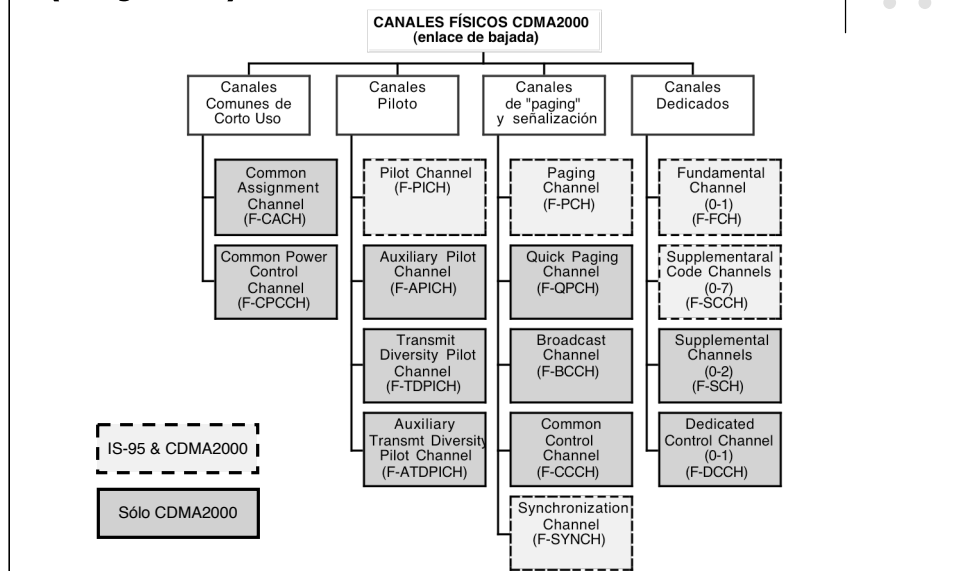 CANALES FÍSICOS CDMA2000
(enlace de bajada)
Canales
Comunes de
Corto Uso
Canales
Piloto
Canales
de "paging"
y señalización
Canales
Dedicados
Common
Assignment
Channel
(F-CACH)
Common Power
Control
Channel
(F-CPCCH)
Pilot Channel
(F-PICH)
Auxiliary Pilot
Channel
(F-APICH)
Transmit
Diversity Pilot
Channel
(F-TDPICH)
Auxiliary
Transmt Diversity
Pilot Channel
(F-ATDPICH)
Paging
Channel
(F-PCH)
Quick Paging
Channel
(F-QPCH)
Broadcast
Channel
(F-BCCH)
Common
Control
Channel
(F-CCCH)
Synchronization
Channel
(F-SYNCH)
Fundamental
Channel
(0-1)
(F-FCH)
Supplementaral
Code Channels
(0-7)
(F-SCCH)
Supplemental
Channels
(0-2)
(F-SCH)
Dedicated
Control Channel
(0-1)
(F-DCCH)
IS-95 & CDMA2000
Sólo CDMA2000